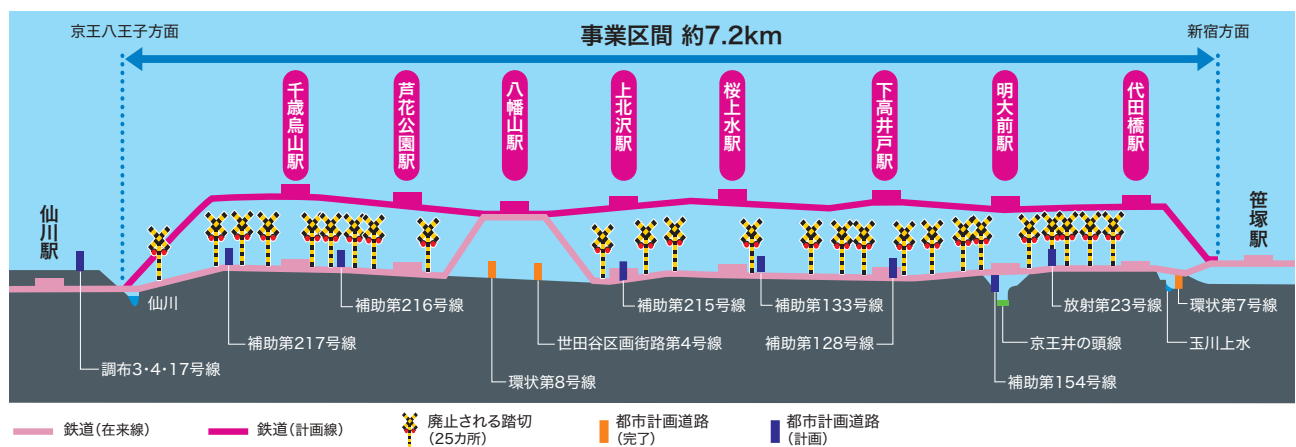 京王八王子方面
事業区間 約7.2km
新宿方面
千歳烏山駅
芦花公園駅
八幡山駅
上北沢駅
桜上水駅
下高井戸駅
明大前駅
代田橋駅
仙川駅
笹塚駅
仙川
補助第216号線
補助第215号線
補助第133号線
放射第23号線
環状第7号線
補助第217号線
世田谷区画街路第4号線
補助第128号線
京王井の頭線
玉川上水
調布3・4・17号線
環状第8号線
補助第154号線
鉄道(在来線)
鉄道(計画線)
廃止される踏切
(25カ所)
都市計画道路
(完了)
都市計画道路
(計画)